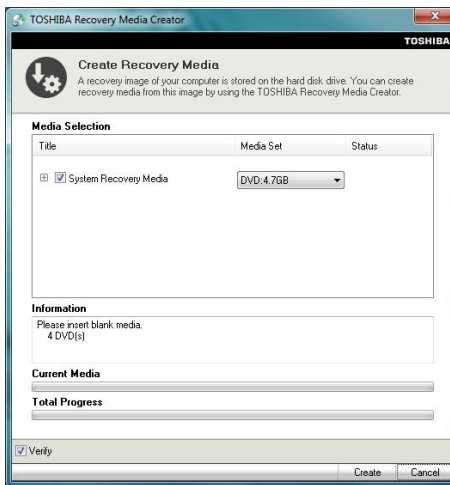 TOSHIBA Recovery Media Creator
TOSHIBA
Create Recovery Media
A recovery image of your computer is stored on the hard disk drive. You can create
recovery media from this image by using the TOSHIBA Recovery Media Creator.
Media Selection
Title Media Set Status
System Recovery Media DVD:4.7GB
Information
Please insert blank media.
4 DVD(s)
Current Media
Total Progress
Verify
Create Cancel